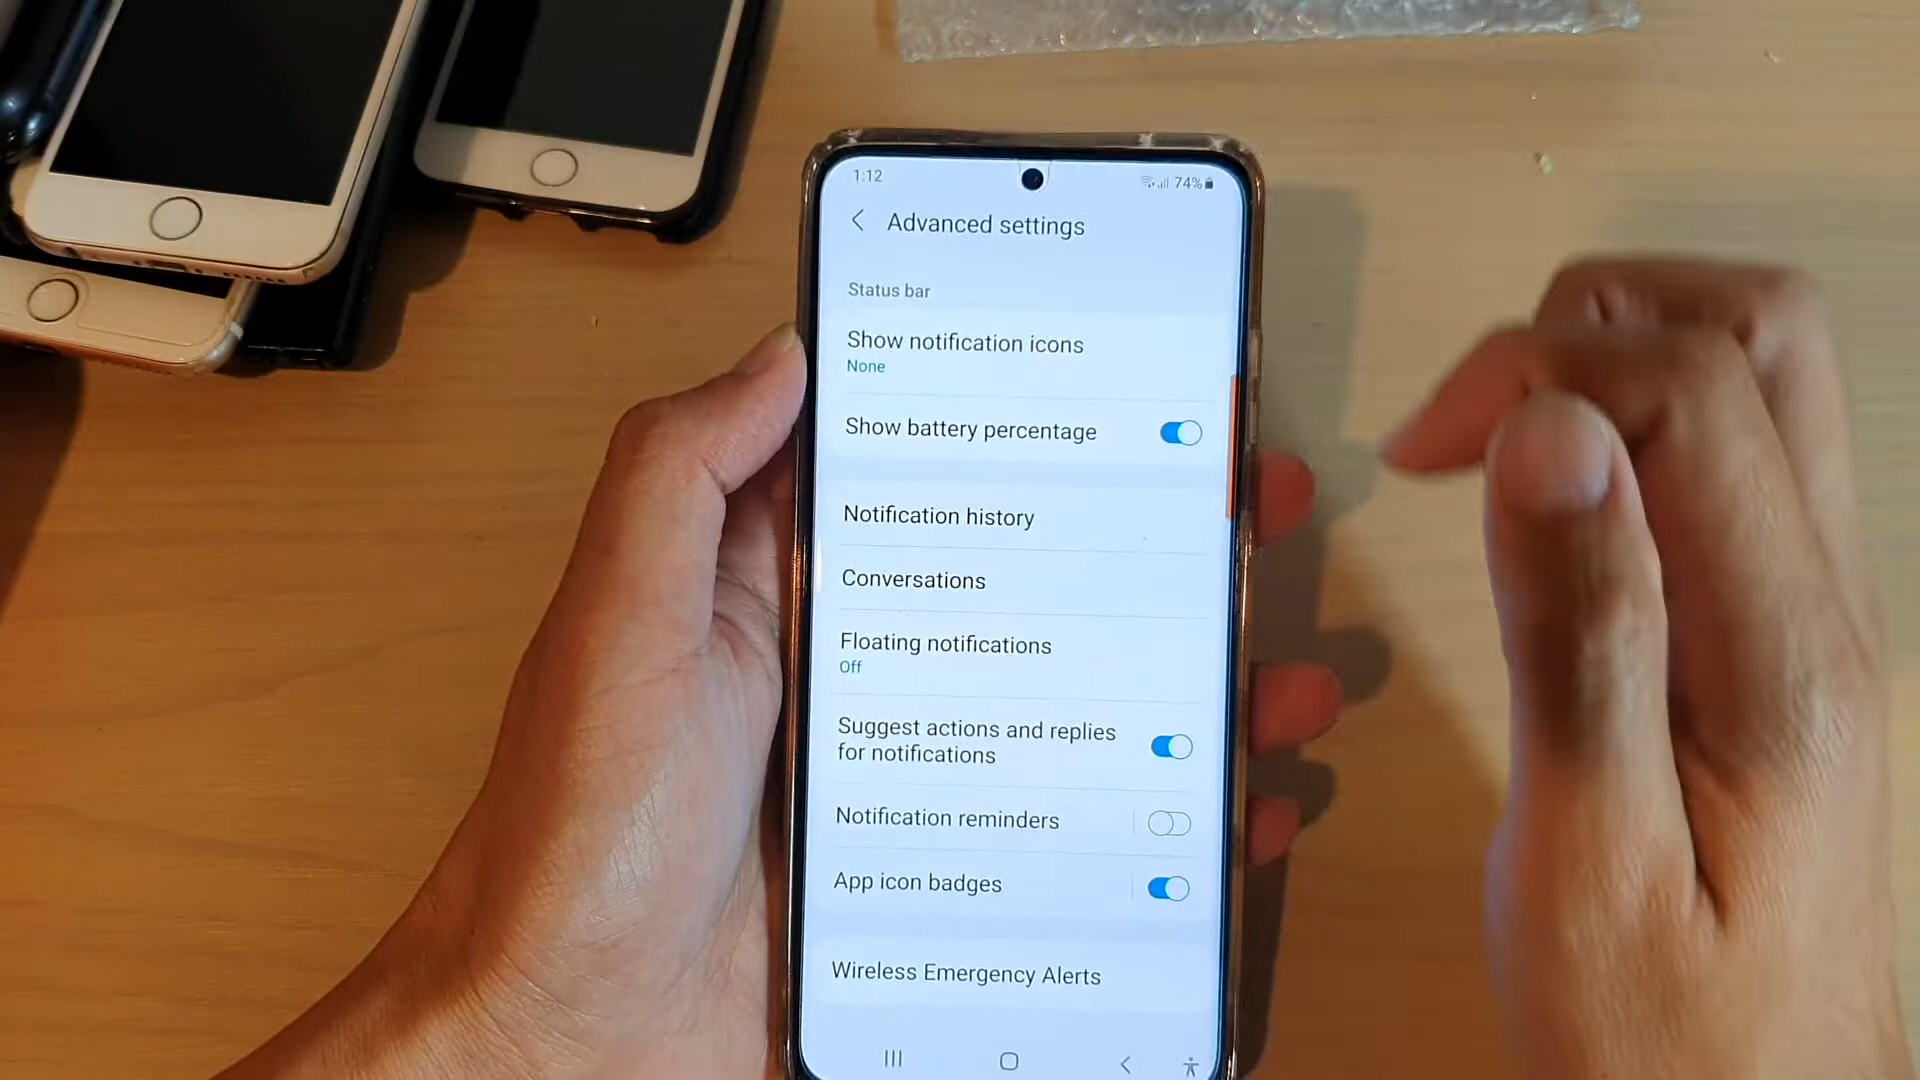 1:12
74%
Advanced settings
Status bar
Show notification icons
None
Show battery percentage
Notification history
Conversations
Floating notifications
Off
Suggest actions and replies
for notifications
Notification reminders
App icon badges
Wireless Emergency Alerts